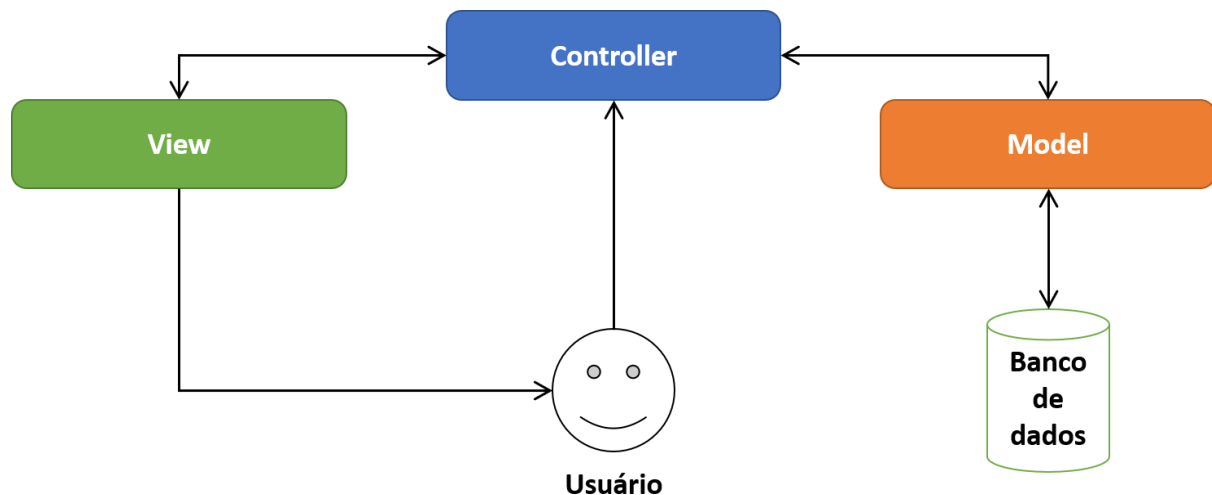 Controller
View
Model
Banco
de
dados
Usuário